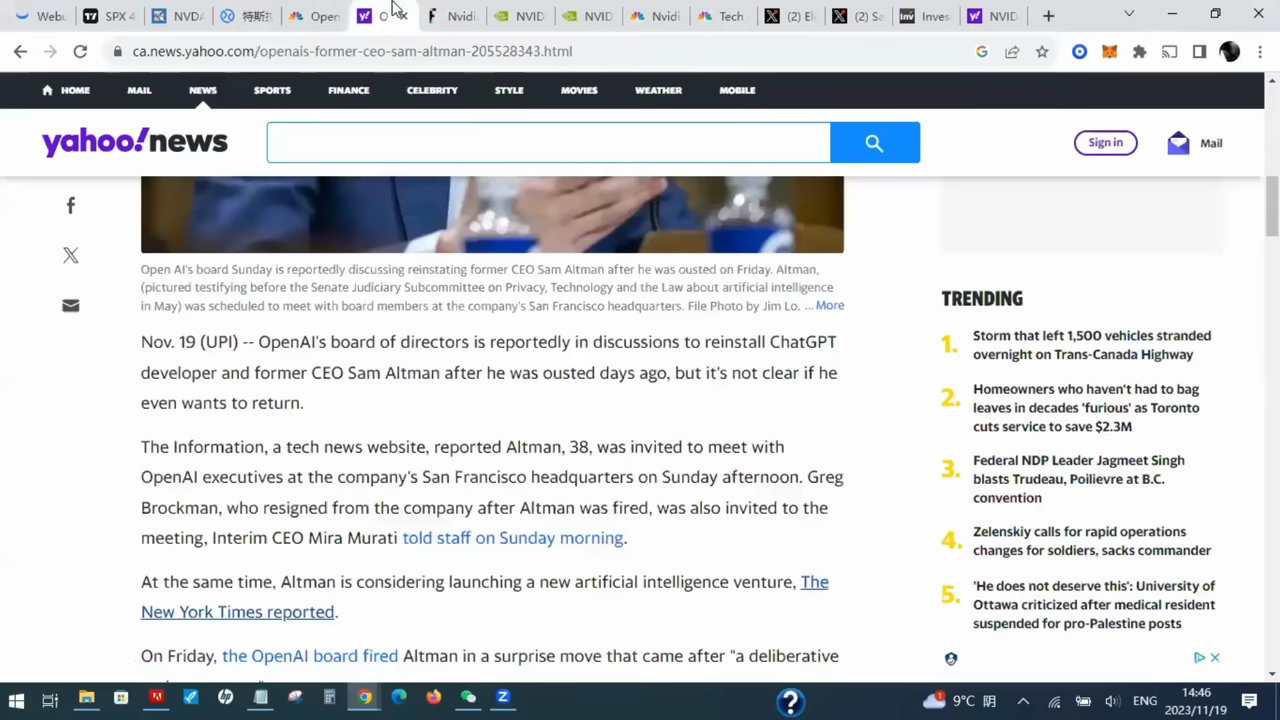 Webu
SPX 4
NVDA
特斯拉
Open
Nvidi
NVID
NVID
Nvidi
Tech
(2) El
(2) Sa
Inv
Inves
NVID
ca.news.yahoo.com/openais-former-ceo-sam-altman-205528343.html
HOME MAIL NEWS SPORTS FINANCE CELEBRITY STYLE MOVIES WEATHER MOBILE
yahoo!news
Sign in
Mail
Open AI's board Sunday is reportedly discussing reinstating former CEO Sam Altman after he was ousted on Friday. Altman,
(pictured testifying before the Senate Judiciary Subcommittee on Privacy, Technology and the Law about artificial intelligence
in May) was scheduled to meet with board members at the company's San Francisco headquarters. File Photo by Jim Lo. ... More
Nov. 19 (UPI) -- OpenAI's board of directors is reportedly in discussions to reinstall ChatGPT
developer and former CEO Sam Altman after he was ousted days ago, but it's not clear if he
even wants to return.
The Information, a tech news website, reported Altman, 38, was invited to meet with
OpenAI executives at the company's San Francisco headquarters on Sunday afternoon. Greg
Brockman, who resigned from the company after Altman was fired, was also invited to the
meeting, Interim CEO Mira Murati told staff on Sunday morning.
At the same time, Altman is considering launching a new artificial intelligence venture, The
New York Times reported.
On Friday, the OpenAI board fired Altman in a surprise move that came after "a deliberative
TRENDING
1. Storm that left 1,500 vehicles stranded
overnight on Trans-Canada Highway
2. Homeowners who haven't had to bag
leaves in decades 'furious' as Toronto
cuts service to save $2.3M
3. Federal NDP Leader Jagmeet Singh
blasts Trudeau, Poilievre at B.C.
convention
4. Zelenskiy calls for rapid operations
changes for soldiers, sacks commander
5. 'He does not deserve this': University of
Ottawa criticized after medical resident
suspended for pro-Palestine posts
9°C 阴
ENG
14:46
2023/11/19